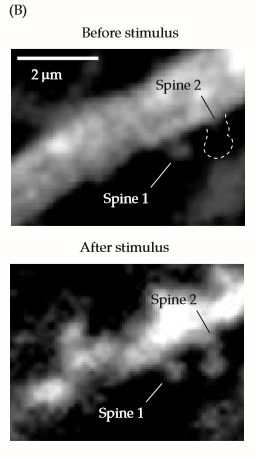 (B)
Before stimulus
2 μm
Spine 2
Spine 1
After stimulus
Spine 2
Spine 1